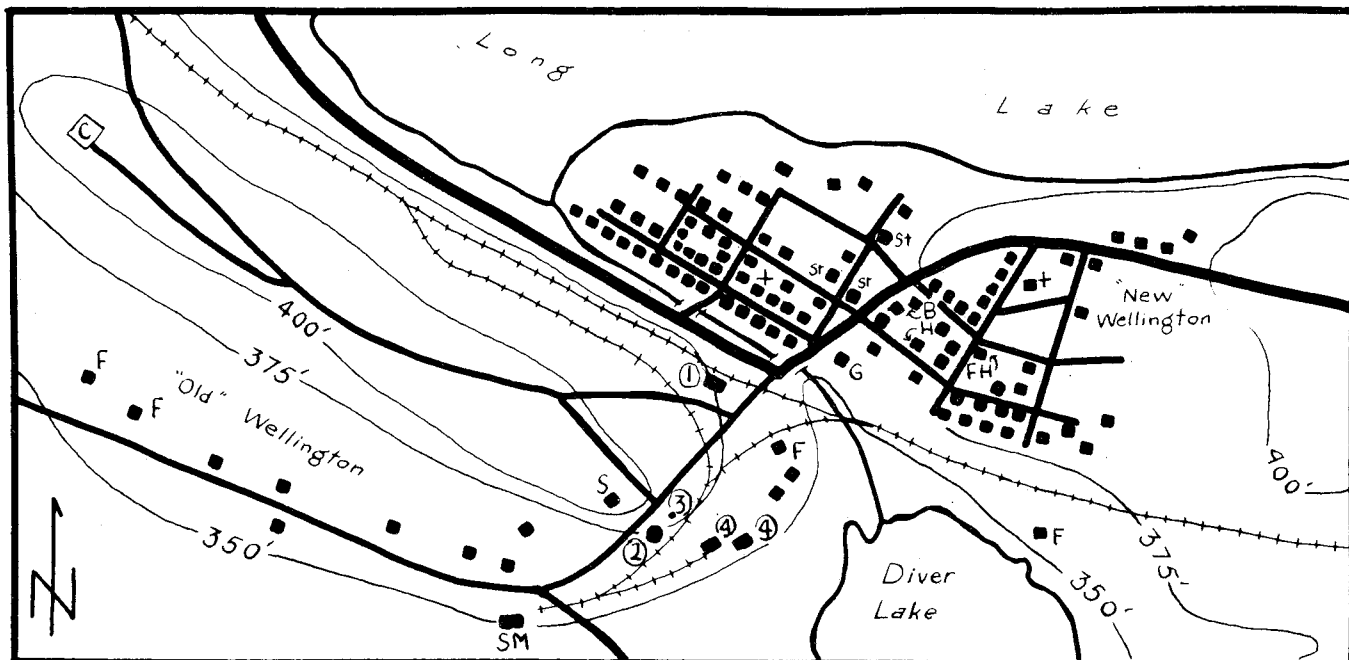 Long
Lake
C
St
St
St
+
+
"New"
Wellington
B
H
G
FH
1
400'
375'
F
F
"Old" Wellington
F
S
3
2
4
4
350'
SM
F
Diver
Lake
350'
375'
400'
N